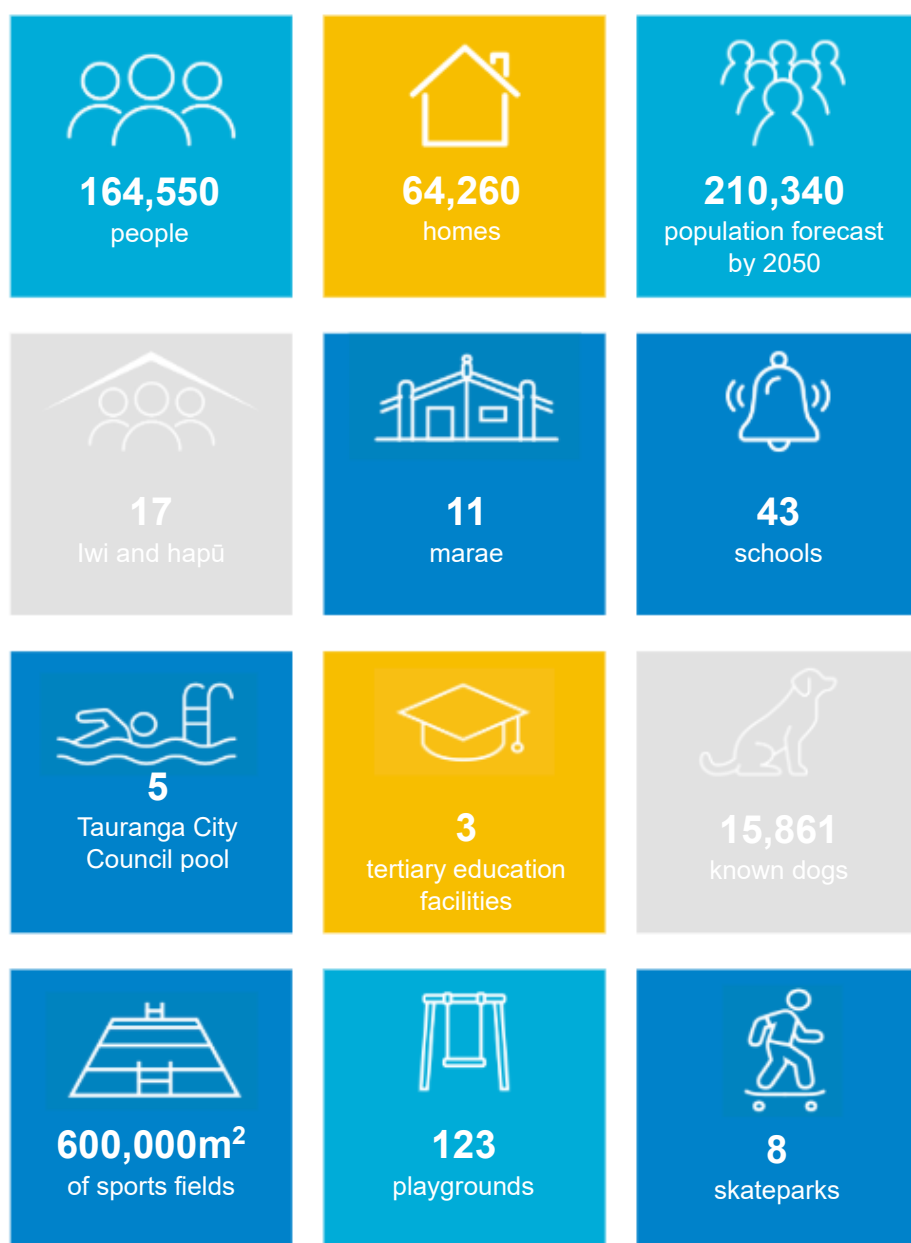 164,550
people
64,260
homes
210,340
population forecast
by 2050
17
Iwi and hapū
11
marae
43
schools
5
Tauranga City
Council pool
3
tertiary education
facilities
15,861
known dogs
600,000m²
of sports fields
123
playgrounds
8
skateparks